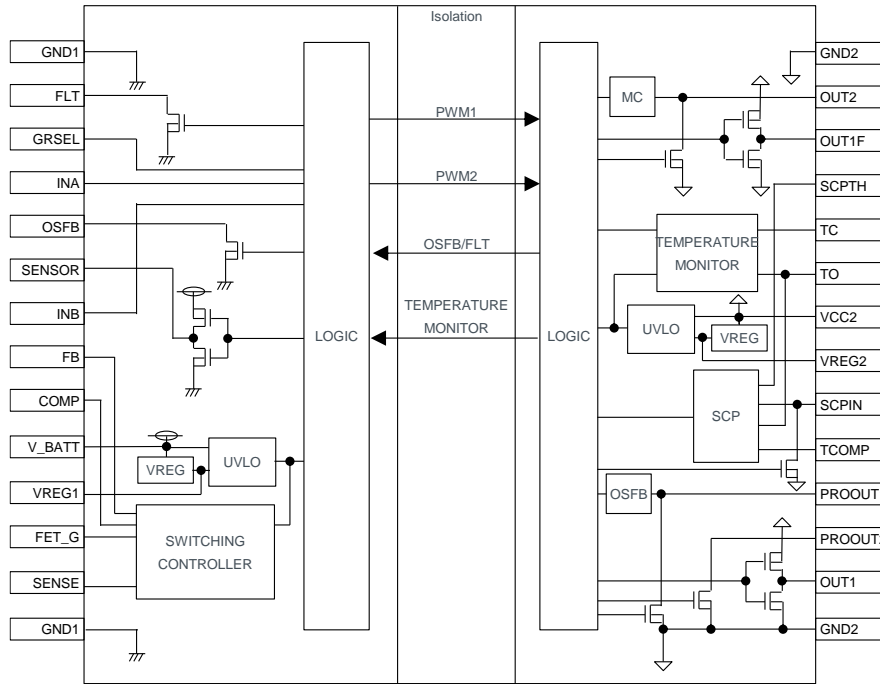 Isolation
GND1
FLT
GRSEL
INA
OSFB
SENSOR
INB
FB
COMP
V_BATT
VREG1
FET_G
SENSE
GND1
VREG
UVLO
SWITCHING
CONTROLLER
LOGIC
PWM1
PWM2
OSFB/FLT
TEMPERATURE
MONITOR
LOGIC
MC
TEMPERATURE
MONITOR
UVLO
VREG
SCP
OSFB
GND2
OUT2
OUT1F
SCPTH
TC
TO
VCC2
VREG2
SCPIN
TCOMP
PROOUT
PROOUT
OUT1
GND2